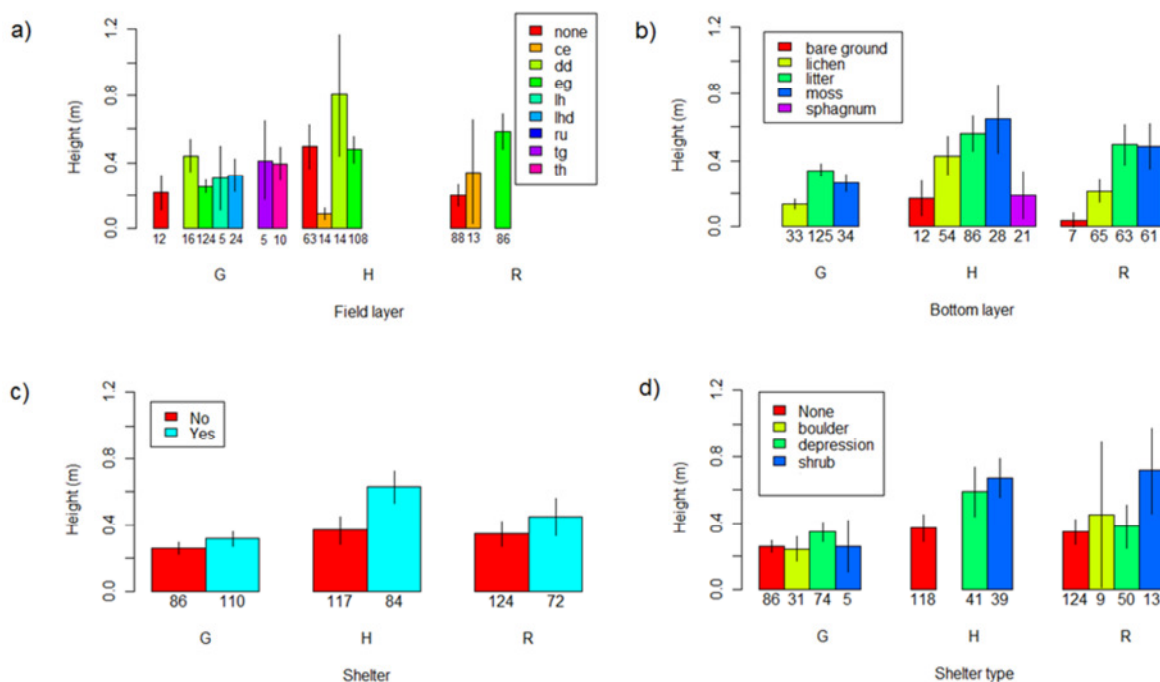 a)
Height (m)
1.2
0.8
0.4
0.0
none
ce
dd
eg
lh
lhd
ru
tg
th
12 16 124 5 24 5 10 63 14 14 108 88 13 86
G H R
Field layer
b)
Height (m)
1.2
0.8
0.4
0.0
bare ground
lichen
litter
moss
sphagnum
33 125 34 12 54 86 28 21 7 65 63 61
G H R
Bottom layer
c)
Height (m)
1.2
0.8
0.4
0.0
No
Yes
86 110 117 84 124 72
G H R
Shelter
d)
Height (m)
1.2
0.8
0.4
0.0
None
boulder
depression
shrub
86 31 74 5 118 41 39 124 9 50 13
G H R
Shelter type